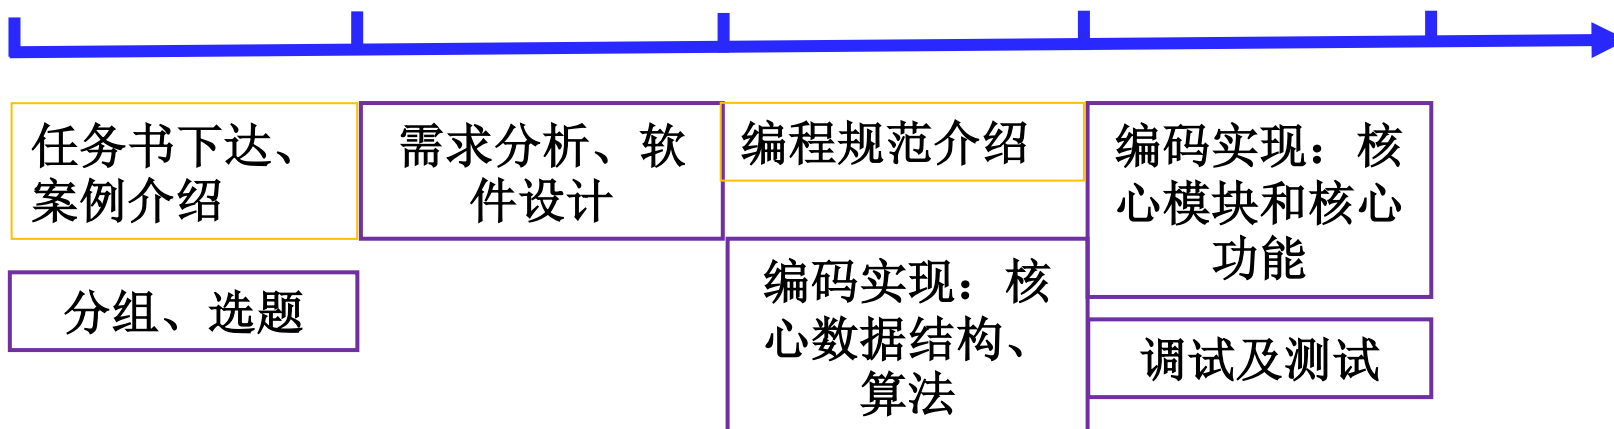 任务书下达、
案例介绍
分组、选题
需求分析、软
件设计
编程规范介绍
编码实现：核
心数据结构、
算法
编码实现：核
心模块和核心
功能
调试及测试